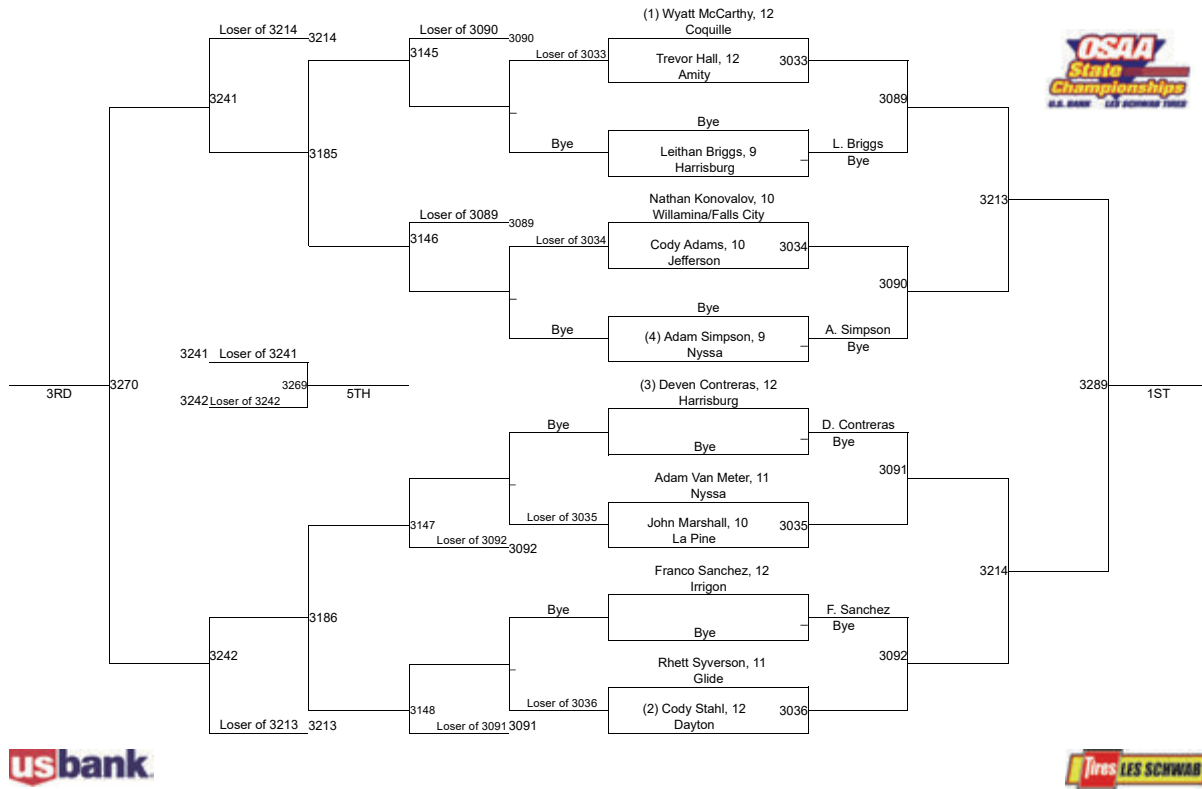 (1) Wyatt McCarthy, 12
Coquille
Loser of 3214
3214
Loser of 3090
3090
3145
Loser of 3033
Trevor Hall, 12
3033
Amity
OSAA
State
Championships
U.S. BANK LES SCHWAB TIRES
3241
3089
Bye
Bye
L. Briggs
Leithan Briggs, 9
Bye
Harrisburg
3185
Nathan Konovalov, 10
Willamina/Falls City
3213
Loser of 3089
3089
3146
Loser of 3034
Cody Adams, 10
3034
Jefferson
3090
Bye
Bye
A. Simpson
(4) Adam Simpson, 9
Bye
Nyssa
3241
Loser of 3241
3270
3269
3RD
5TH
3242
Loser of 3242
(3) Deven Contreras, 12
Harrisburg
3289
1ST
Bye
D. Contreras
Bye
Bye
3091
Adam Van Meter, 11
Nyssa
Loser of 3035
John Marshall, 10
3035
La Pine
3147
Loser of 3092
3092
Franco Sanchez, 12
Irrigon
3214
Bye
F. Sanchez
Bye
Bye
3186
3242
3092
Rhett Syverson, 11
Glide
Loser of 3036
(2) Cody Stahl, 12
3036
Dayton
3148
Loser of 3213
3213
Loser of 3091
3091
usbank
Tires LES SCHWAB